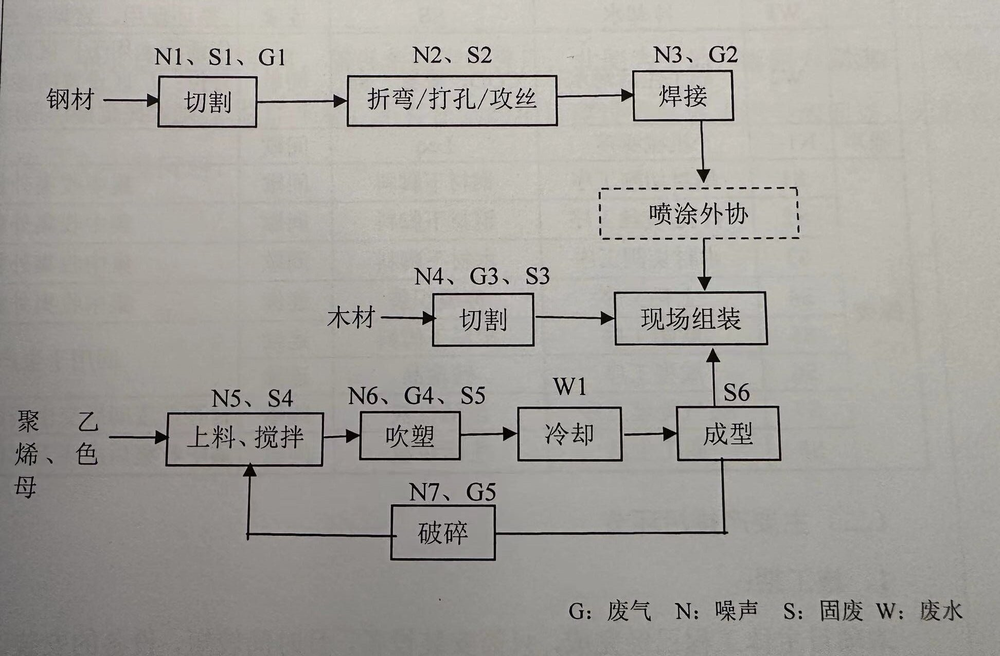 N1、S1、G1
N2、S2
N3、G2
钢材
切割
折弯/打孔/攻丝
焊接
喷涂外协
N4、G3、S3
木材
切割
现场组装
N5、S4
N6、G4、S5
W1
S6
聚 乙
烯、色
母
上料、搅拌
吹塑
冷却
成型
N7、G5
破碎
G：废气 N：噪声 S：固废 W：废水